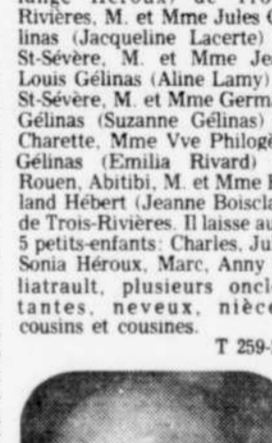 Rivières, M. et Mme Jules
linas (Jacqueline Lacerte)
St-Sévère, M. et Mme Je
Louis Gélinas (Aline Lamy)
St-Sévère, M. et Mme Germ
Gélinas (Suzanne Gélinas)
Charette, Mme Vve Philogè
Gélinas (Emilia Rivard)
Rouen, Abitibi, M. et Mme
land Hébert (Jeanne Boiscla
de Trois-Rivières. Il laisse au
5 petits-enfants: Charles, Ju
Sonia Héroux, Marc, Anny
liatrault, plusieurs oncl
tantes, neveux, nièce
cousins et cousines.
T 259-